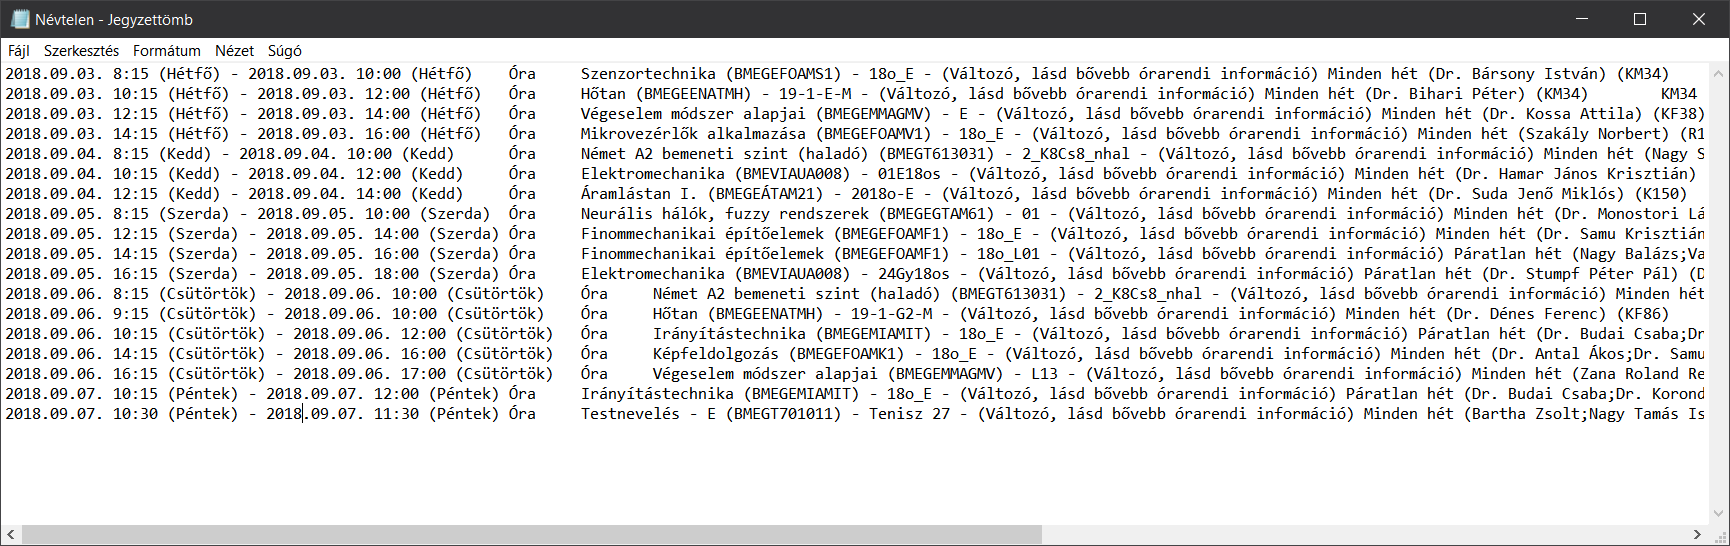 Névtelen - Jegyzettömb
Fájl Szerkesztés Formátum Nézet Súgó
2018.09.03. 8:15 (Hétfő) - 2018.09.03. 10:00 (Hétfő) Óra Szenzortechnika (BMEGEFOAMS1) - 18o_E - (Változó, lásd bővebb órarendi információ) Minden hét (Dr. Bársony István) (KM34)
2018.09.03. 10:15 (Hétfő) - 2018.09.03. 12:00 (Hétfő) Óra Hőtan (BMEGEENATMH) - 19-1-E-M - (Változó, lásd bővebb órarendi információ) Minden hét (Dr. Bihari Péter) (KM34) KM34
2018.09.03. 12:15 (Hétfő) - 2018.09.03. 14:00 (Hétfő) Óra Végeselem módszer alapjai (BMEGEMMAGMV) - E - (Változó, lásd bővebb órarendi információ) Minden hét (Dr. Kossa Attila) (KF38)
2018.09.03. 14:15 (Hétfő) - 2018.09.03. 16:00 (Hétfő) Óra Mikrovezérlők alkalmazása (BMEGEFOAMV1) - 18o_E - (Változó, lásd bővebb órarendi információ) Minden hét (Szakály Norbert) (R1
2018.09.04. 8:15 (Kedd) - 2018.09.04. 10:00 (Kedd) Óra Német A2 bemeneti szint (haladó) (BMEGT613031) - 2_K8Cs8_nhal - (Változó, lásd bővebb órarendi információ) Minden hét (Nagy S
2018.09.04. 10:15 (Kedd) - 2018.09.04. 12:00 (Kedd) Óra Elektromechanika (BMEVIAUA008) - 01E18os - (Változó, lásd bővebb órarendi információ) Minden hét (Dr. Hamar János Krisztián)
2018.09.04. 12:15 (Kedd) - 2018.09.04. 14:00 (Kedd) Óra Áramlástan I. (BMEGEÁTAM21) - 2018o-E - (Változó, lásd bővebb órarendi információ) Minden hét (Dr. Suda Jenő Miklós) (K150)
2018.09.05. 8:15 (Szerda) - 2018.09.05. 10:00 (Szerda) Óra Neurális hálók, fuzzy rendszerek (BMEGEGTAM61) - 01 - (Változó, lásd bővebb órarendi információ) Minden hét (Dr. Monostori Lá
2018.09.05. 12:15 (Szerda) - 2018.09.05. 14:00 (Szerda) Óra Finommechanikai építőelemek (BMEGEFOAMF1) - 18o_E - (Változó, lásd bővebb órarendi információ) Minden hét (Dr. Samu Krisztián
2018.09.05. 14:15 (Szerda) - 2018.09.05. 16:00 (Szerda) Óra Finommechanikai építőelemek (BMEGEFOAMF1) - 18o_L01 - (Változó, lásd bővebb órarendi információ) Páratlan hét (Nagy Balázs;Va
2018.09.05. 16:15 (Szerda) - 2018.09.05. 18:00 (Szerda) Óra Elektromechanika (BMEVIAUA008) - 24Gy18os - (Változó, lásd bővebb órarendi információ) Páratlan hét (Dr. Stumpf Péter Pál) (D
2018.09.06. 8:15 (Csütörtök) - 2018.09.06. 10:00 (Csütörtök) Óra Német A2 bemeneti szint (haladó) (BMEGT613031) - 2_K8Cs8_nhal - (Változó, lásd bővebb órarendi információ) Minden hét
2018.09.06. 9:15 (Csütörtök) - 2018.09.06. 10:00 (Csütörtök) Óra Hőtan (BMEGEENATMH) - 19-1-G2-M - (Változó, lásd bővebb órarendi információ) Minden hét (Dr. Dénes Ferenc) (KF86)
2018.09.06. 10:15 (Csütörtök) - 2018.09.06. 12:00 (Csütörtök) Óra Irányítástechnika (BMEGEMIAMIT) - 18o_E - (Változó, lásd bővebb órarendi információ) Páratlan hét (Dr. Budai Csaba;Dr
2018.09.06. 14:15 (Csütörtök) - 2018.09.06. 16:00 (Csütörtök) Óra Képfeldolgozás (BMEGEFOAMK1) - 18o_E - (Változó, lásd bővebb órarendi információ) Minden hét (Dr. Antal Ákos;Dr. Samu
2018.09.06. 16:15 (Csütörtök) - 2018.09.06. 17:00 (Csütörtök) Óra Végeselem módszer alapjai (BMEGEMMAGMV) - L13 - (Változó, lásd bővebb órarendi információ) Minden hét (Zana Roland Re
2018.09.07. 10:15 (Péntek) - 2018.09.07. 12:00 (Péntek) Óra Irányítástechnika (BMEGEMIAMIT) - 18o_E - (Változó, lásd bővebb órarendi információ) Páratlan hét (Dr. Budai Csaba;Dr. Korond
2018.09.07. 10:30 (Péntek) - 2018.09.07. 11:30 (Péntek) Óra Testnevelés - E (BMEGT701011) - Tenisz 27 - (Változó, lásd bővebb órarendi információ) Minden hét (Bartha Zsolt;Nagy Tamás Is